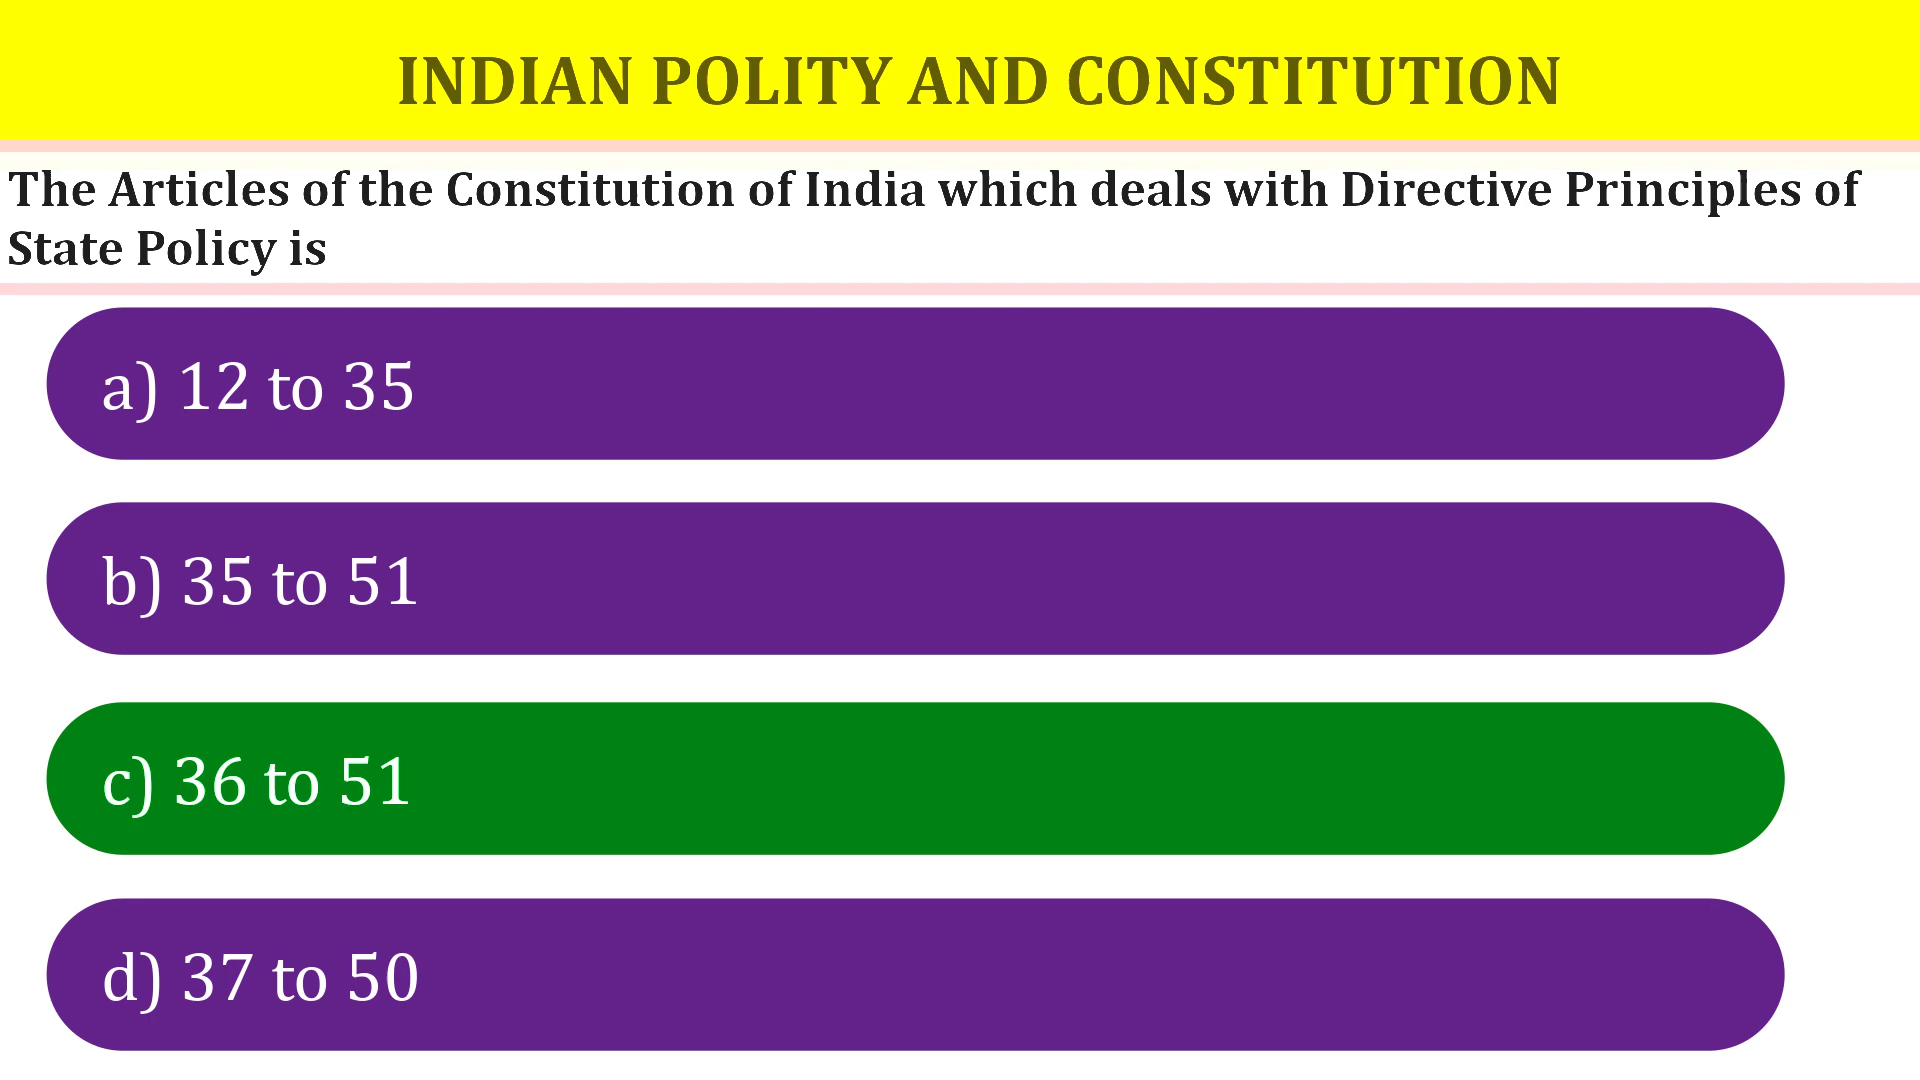 INDIAN POLITY AND CONSTITUTION
The Articles of the Constitution of India which deals with Directive Principles of
State Policy is
a) 12 to 35
b) 35 to 51
c) 36 to 51
d) 37 to 50